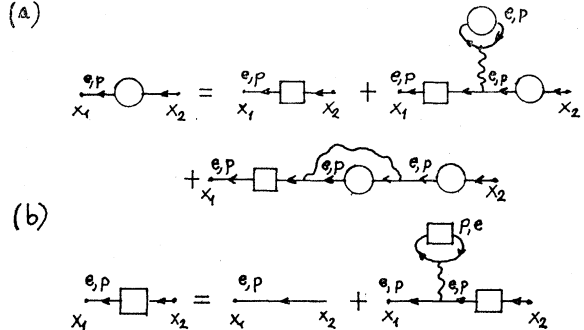 (a)
e,p
e,p = e,p + e,p e,p
x₁ x₂ x₁ x₂ x₁ x₂
+ e,p e,p e,p
x₁ x₂
(b)
p,e
e,p = e,p + e,p e,p
x₁ x₂ x₁ x₂ x₁ x₂